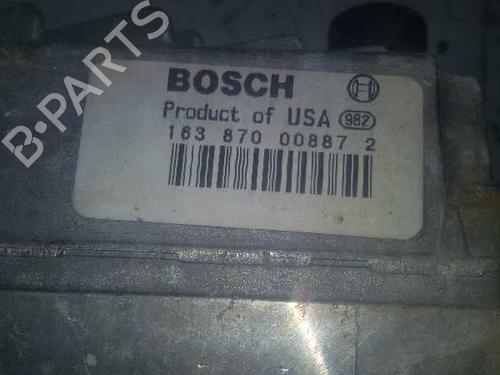 B-PARTS
BOSCH
Product of USA 982
163 870 00887 2